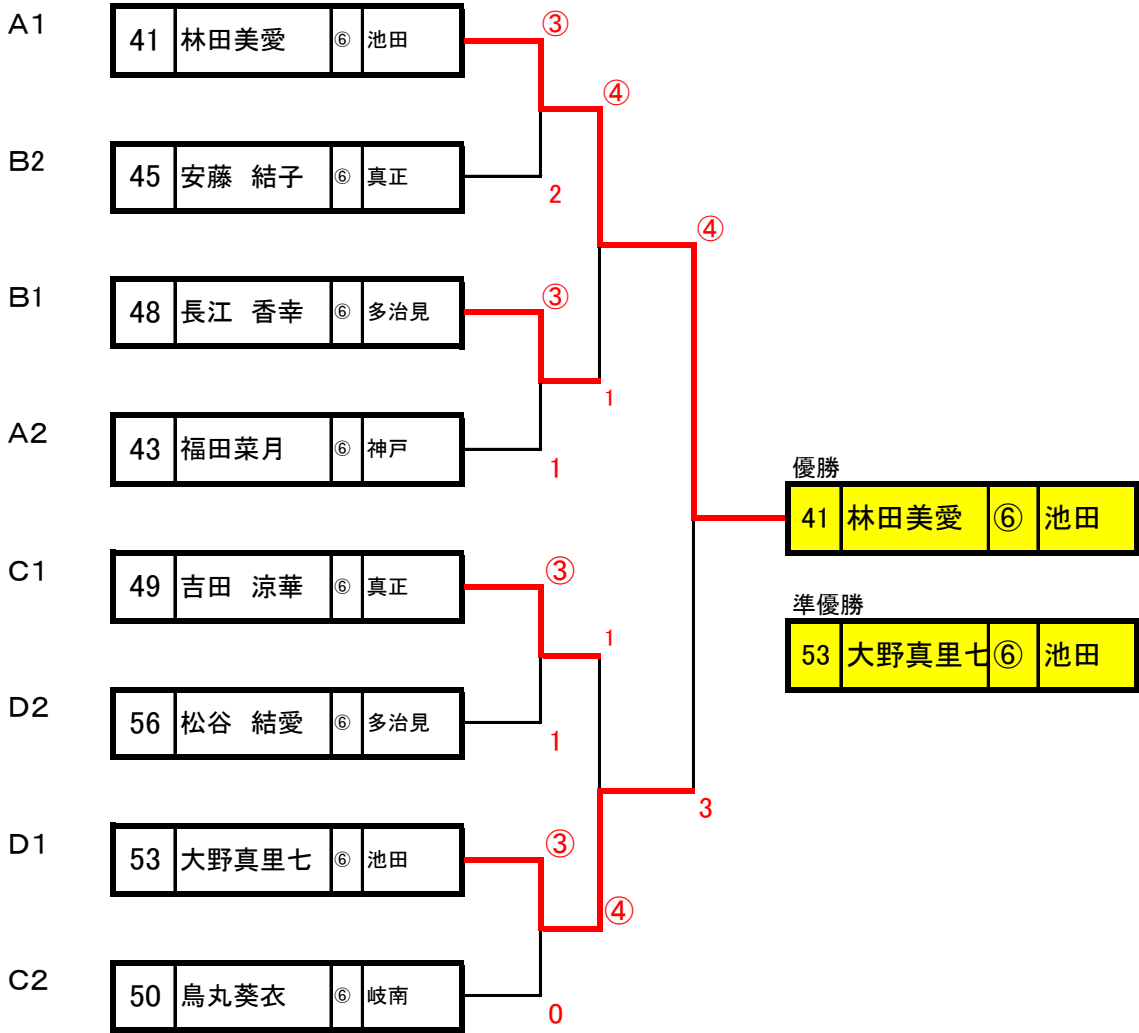 A1 41 林田美愛 ⑥ 池田
③
④
B2 45 安藤 結子 ⑥ 真正
2
④
B1 48 長江 香幸 ⑥ 多治見
③
1
A2 43 福田菜月 ⑥ 神戸
1
優勝
41 林田美愛 ⑥ 池田
C1 49 吉田 涼華 ⑥ 真正
③
準優勝
1
53 大野真里七 ⑥ 池田
D2 56 松谷 結愛 ⑥ 多治見
1
3
D1 53 大野真里七 ⑥ 池田
③
④
C2 50 鳥丸葵衣 ⑥ 岐南
0